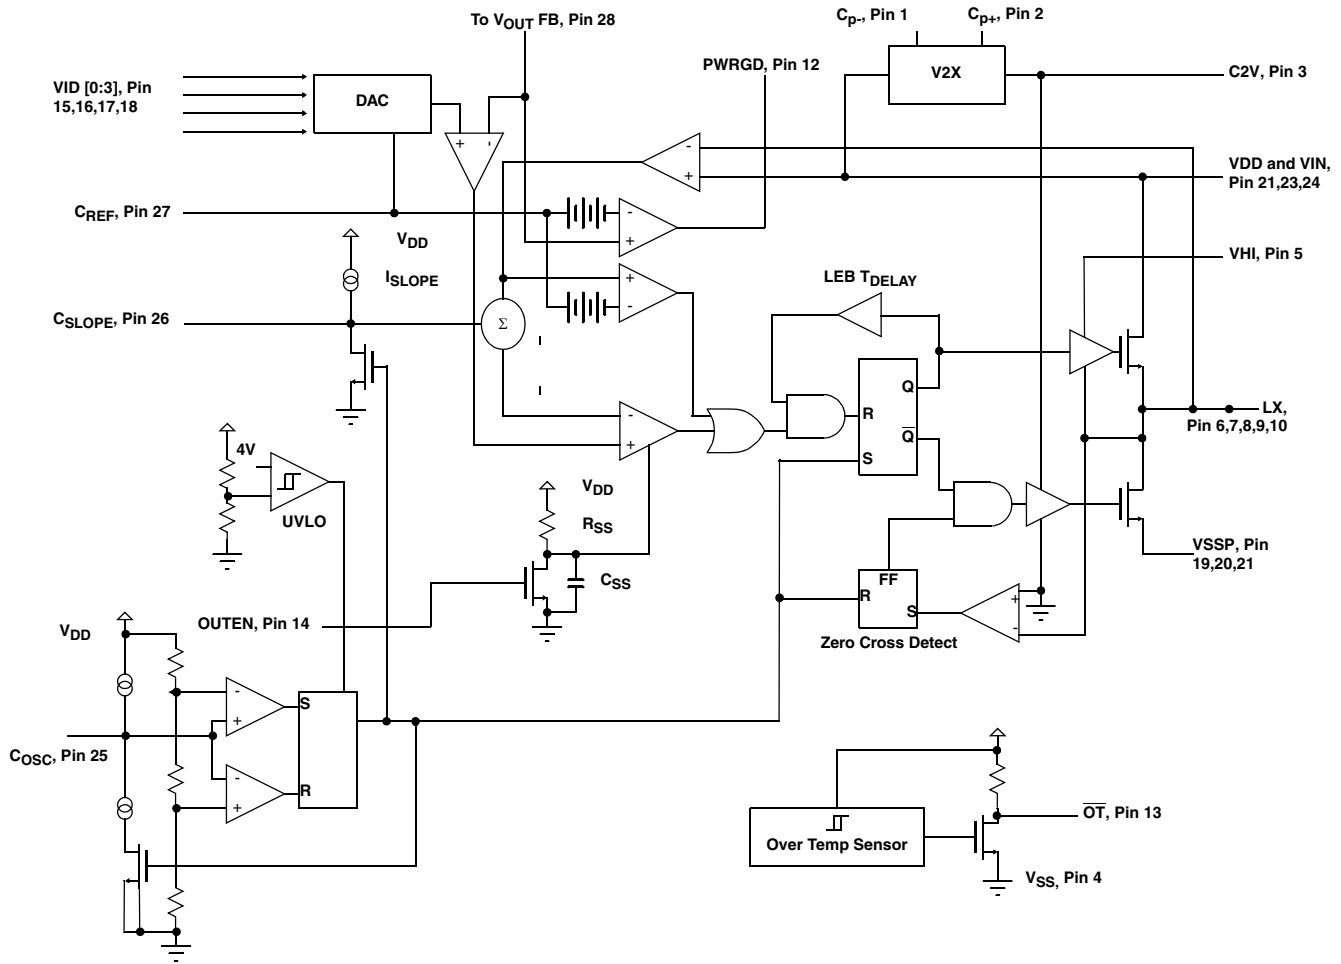 To VOUT FB, Pin 28
Cp-, Pin 1
Cp+, Pin 2
PWRGD, Pin 12
V2X
C2V, Pin 3
VID [0:3], Pin
15,16,17,18
DAC
+
-
-
+
VDD and VIN,
Pin 21,23,24
CREF, Pin 27
-
+
VDD
ISLOPE
VHI, Pin 5
LEB TDELAY
+
-
CSLOPE, Pin 26
Σ
Q
R
Q
S
LX,
Pin 6,7,8,9,10
-
+
4V
UVLO
VDD
RSS
CSS
VSSP, Pin
19,20,21
FF
R
S
+
-
Zero Cross Detect
OUTEN, Pin 14
VDD
-
+
S
COSC, Pin 25
-
+
R
Over Temp Sensor
OT, Pin 13
VSS, Pin 4